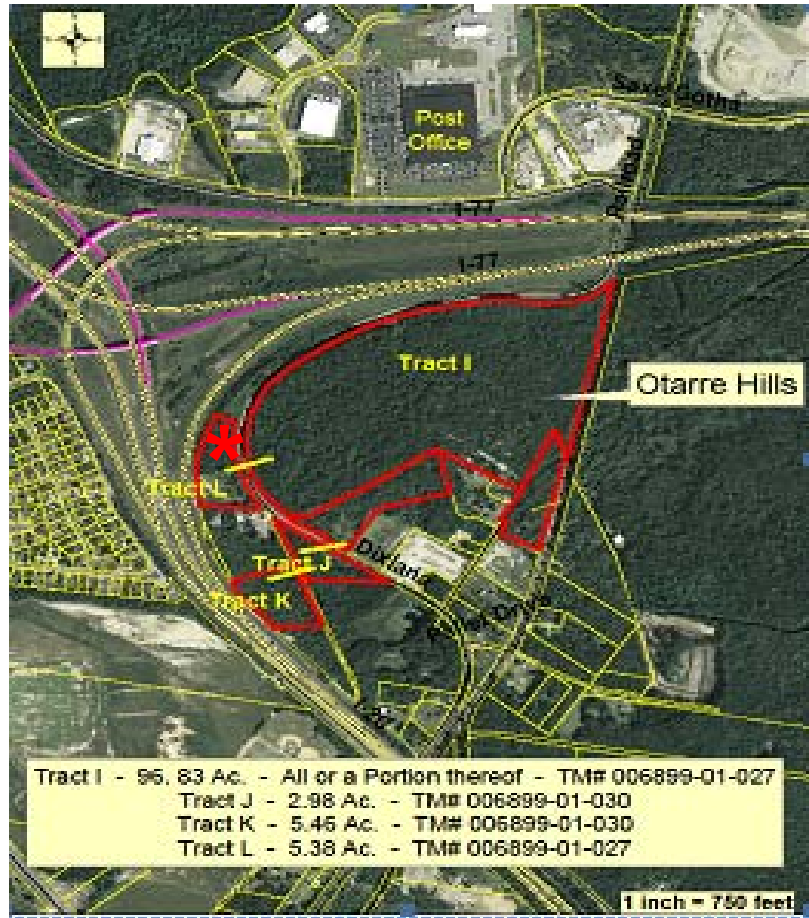 Saxe Gotha
Post
Office
Railroad
I-77
I-77
Tract I
Otarre Hills
*
Tract L
Dixiana
Tract J
Tract K
Drive
Tract I - 96. 83 Ac. - All or a Portion thereof - TM# 006899-01-027
Tract J - 2.98 Ac. - TM# 006899-01-030
Tract K - 5.46 Ac. - TM# 006899-01-030
Tract L - 5.38 Ac. - TM# 006899-01-027
1 inch = 750 feet